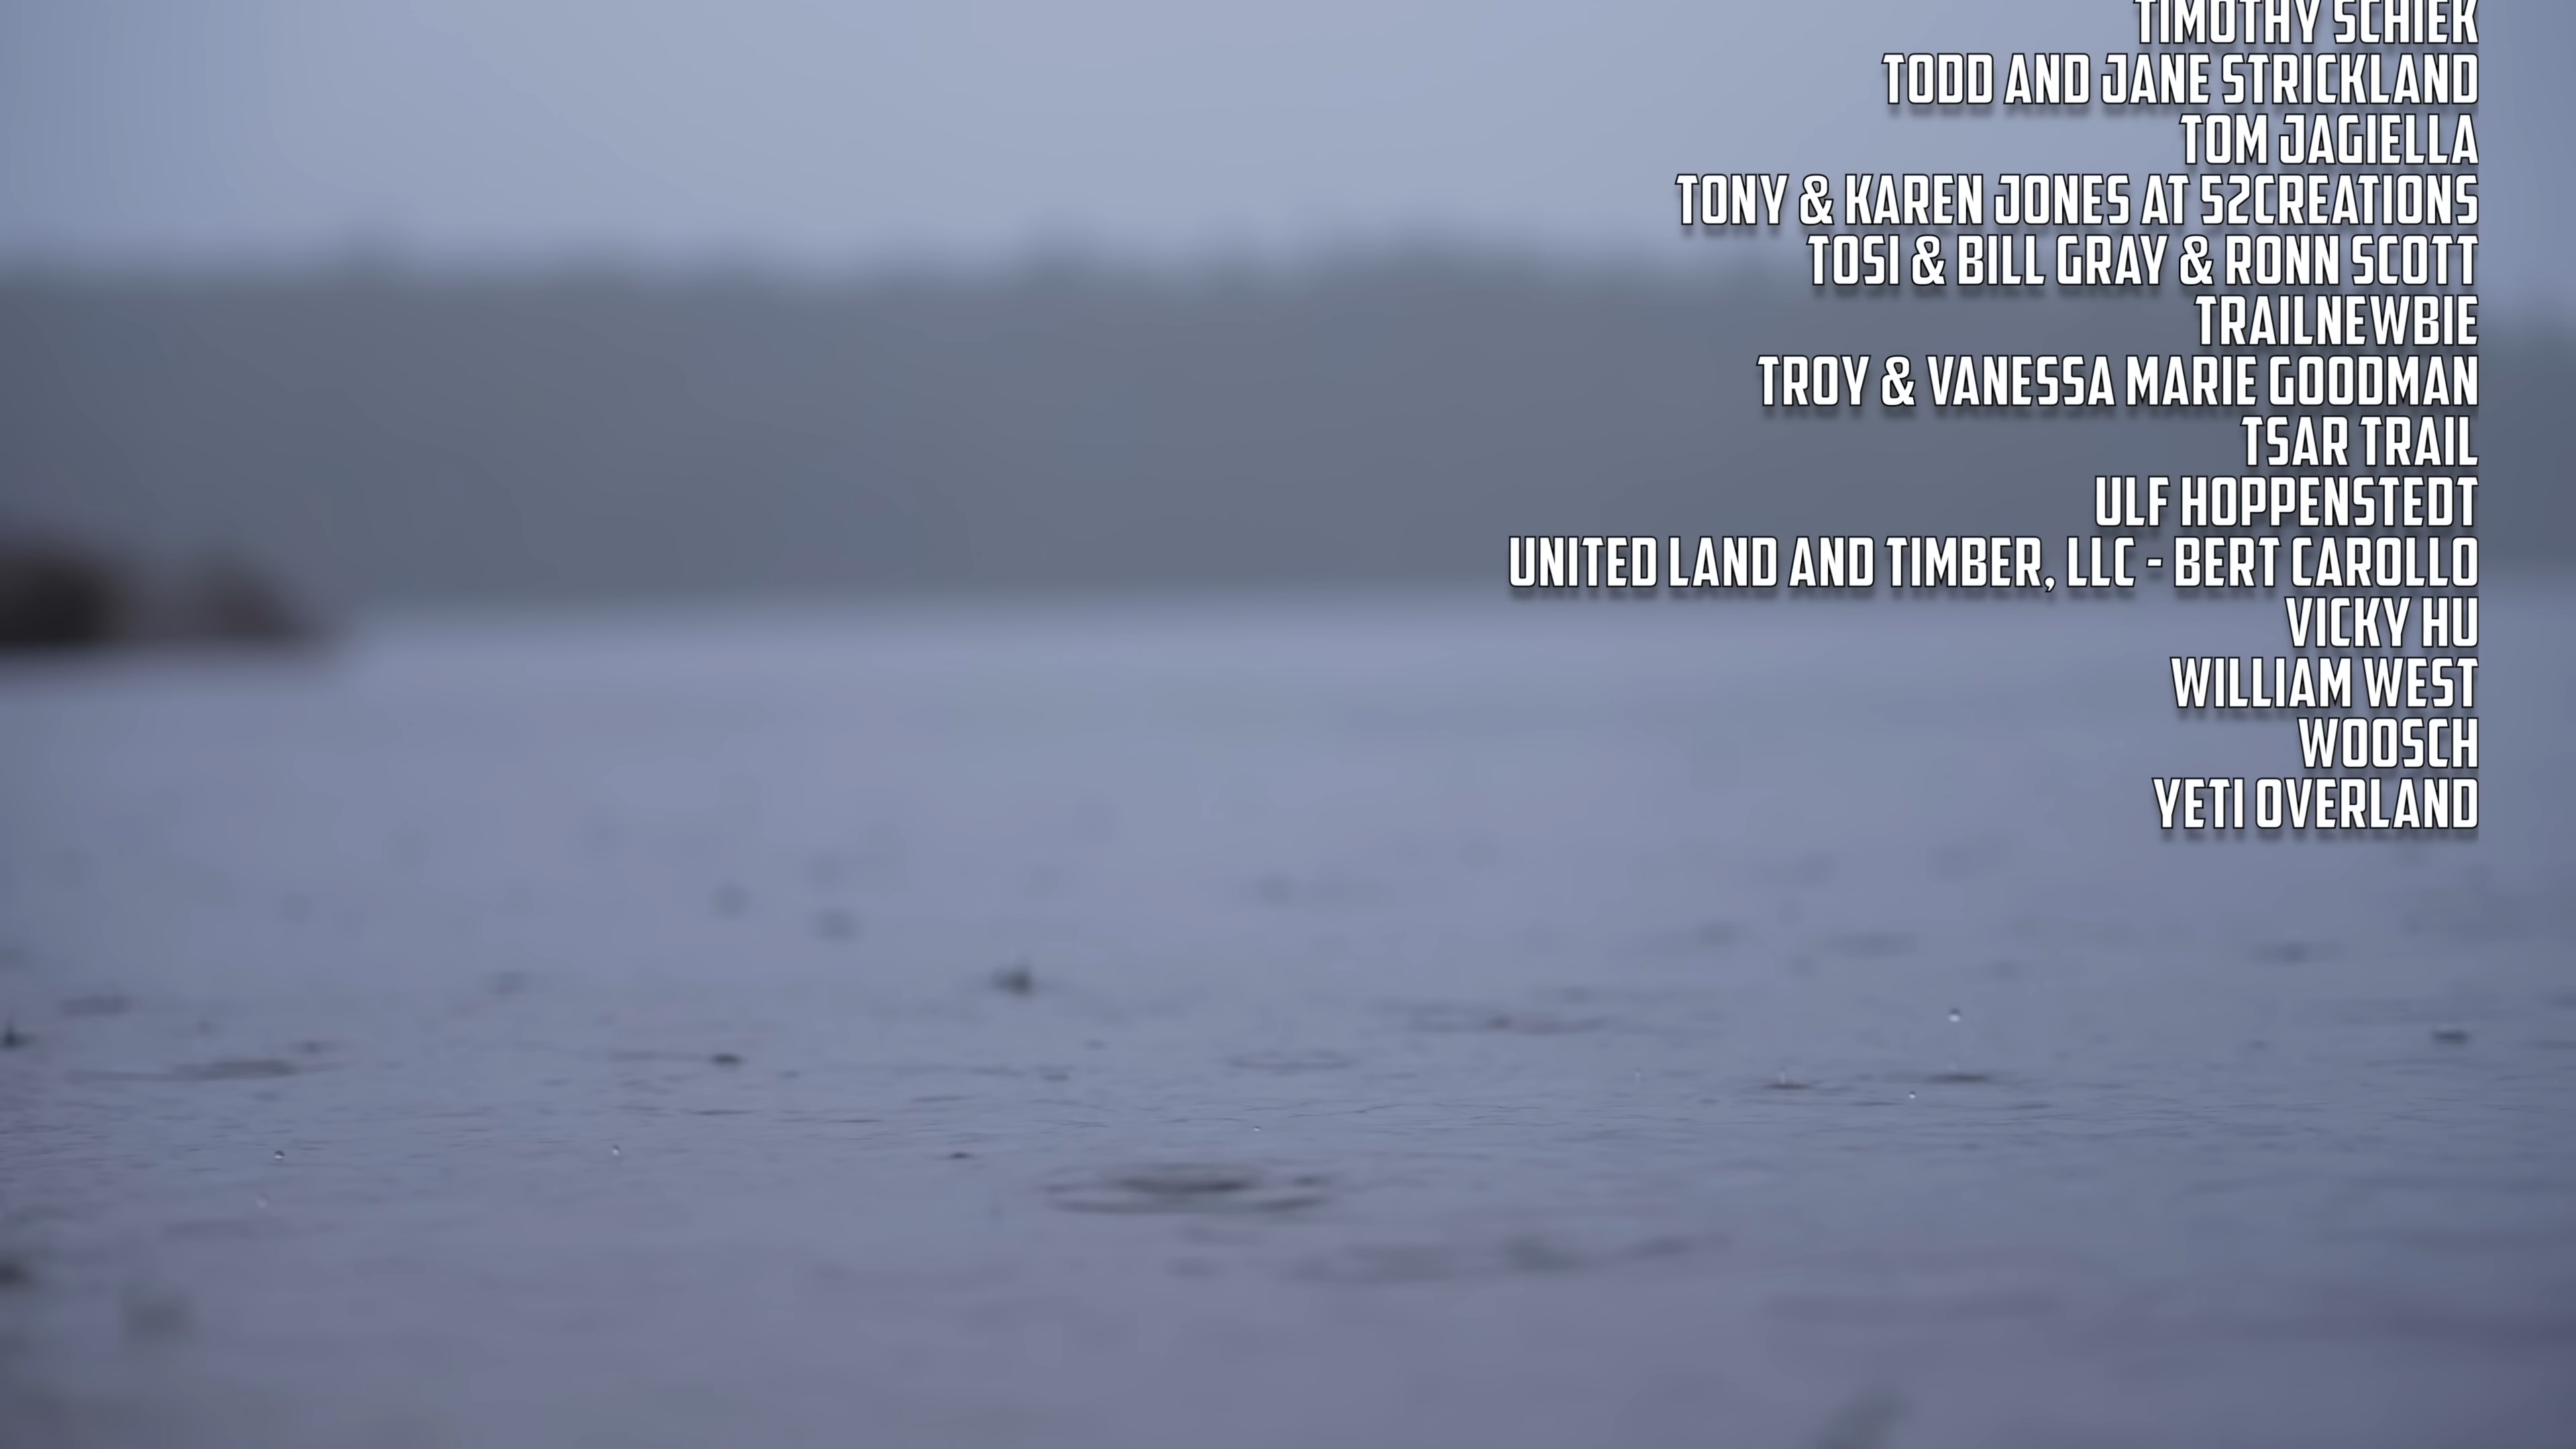 TIMOTHY SCHIEK
TODD AND JANE STRICKLAND
TOM JAGIELLA
TONY & KAREN JONES AT 52CREATIONS
TOSI & BILL GRAY & RONN SCOTT
TRAILNEWBIE
TROY & VANESSA MARIE GOODMAN
TSAR TRAIL
ULF HOPPENSTEDT
UNITED LAND AND TIMBER, LLC - BERT CAROLLO
VICKY HU
WILLIAM WEST
WOOSCH
YETI OVERLAND